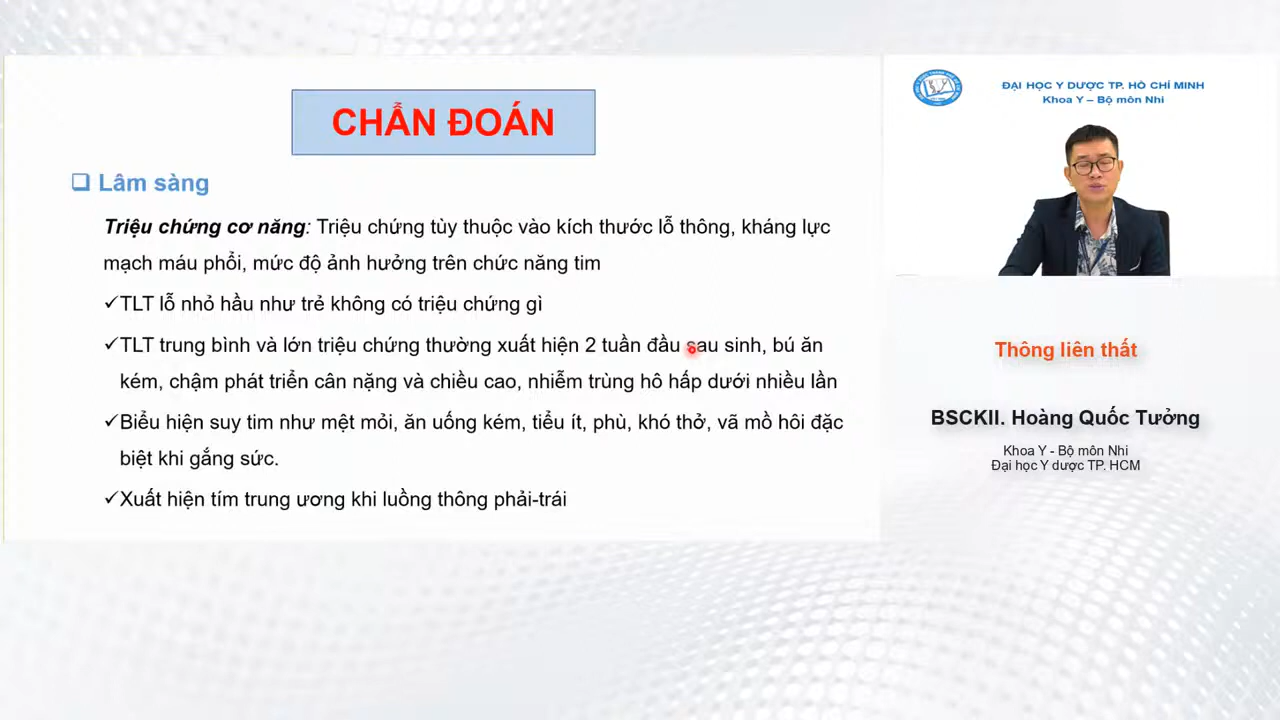 CHẨN ĐOÁN
❑ Lâm sàng
Triệu chứng cơ năng: Triệu chứng tùy thuộc vào kích thước lỗ thông, kháng lực
mạch máu phổi, mức độ ảnh hưởng trên chức năng tim
✓TLT lỗ nhỏ hầu như trẻ không có triệu chứng gì
✓TLT trung bình và lớn triệu chứng thường xuất hiện 2 tuần đầu sau sinh, bú ăn
kém, chậm phát triển cân nặng và chiều cao, nhiễm trùng hô hấp dưới nhiều lần
✓Biểu hiện suy tim như mệt mỏi, ăn uống kém, tiểu ít, phù, khó thở, vã mồ hôi đặc
biệt khi gắng sức.
✓Xuất hiện tím trung ương khi luồng thông phải-trái
ĐẠI HỌC Y DƯỢC TP. HỒ CHÍ MINH
Khoa Y – Bộ môn Nhi
Thông liên thất
BSCKII. Hoàng Quốc Tưởng
Khoa Y - Bộ môn Nhi
Đại học Y dược TP. HCM